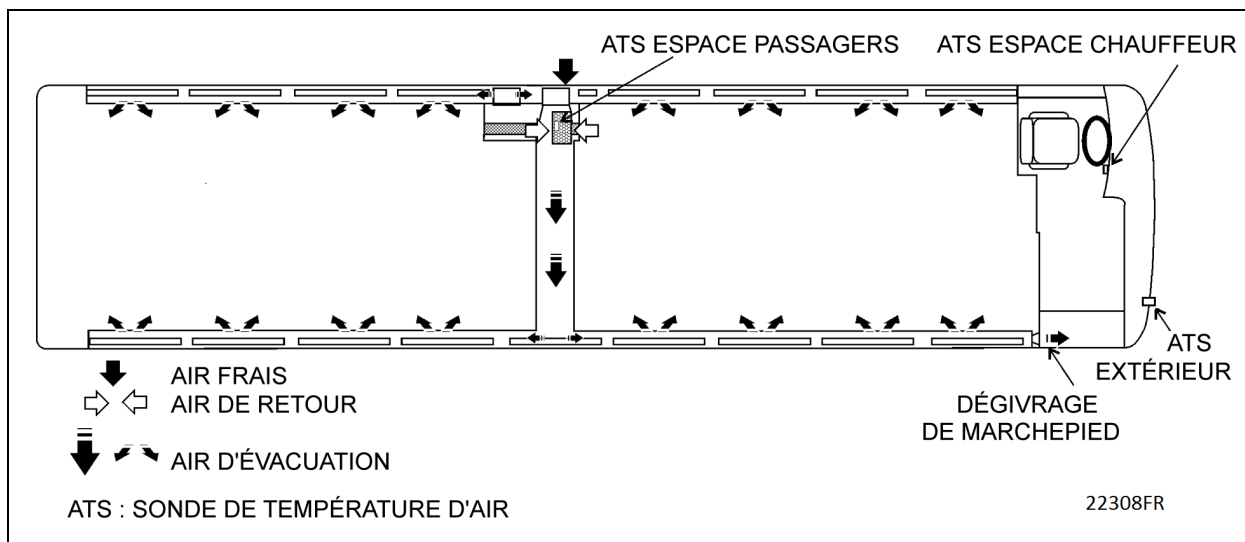 ATS ESPACE PASSAGERS
ATS ESPACE CHAUFFEUR
ATS
EXTÉRIEUR
DÉGIVRAGE
DE MARCHEPIED
AIR FRAIS
AIR DE RETOUR
AIR D'ÉVACUATION
ATS : SONDE DE TEMPÉRATURE D'AIR
22308FR